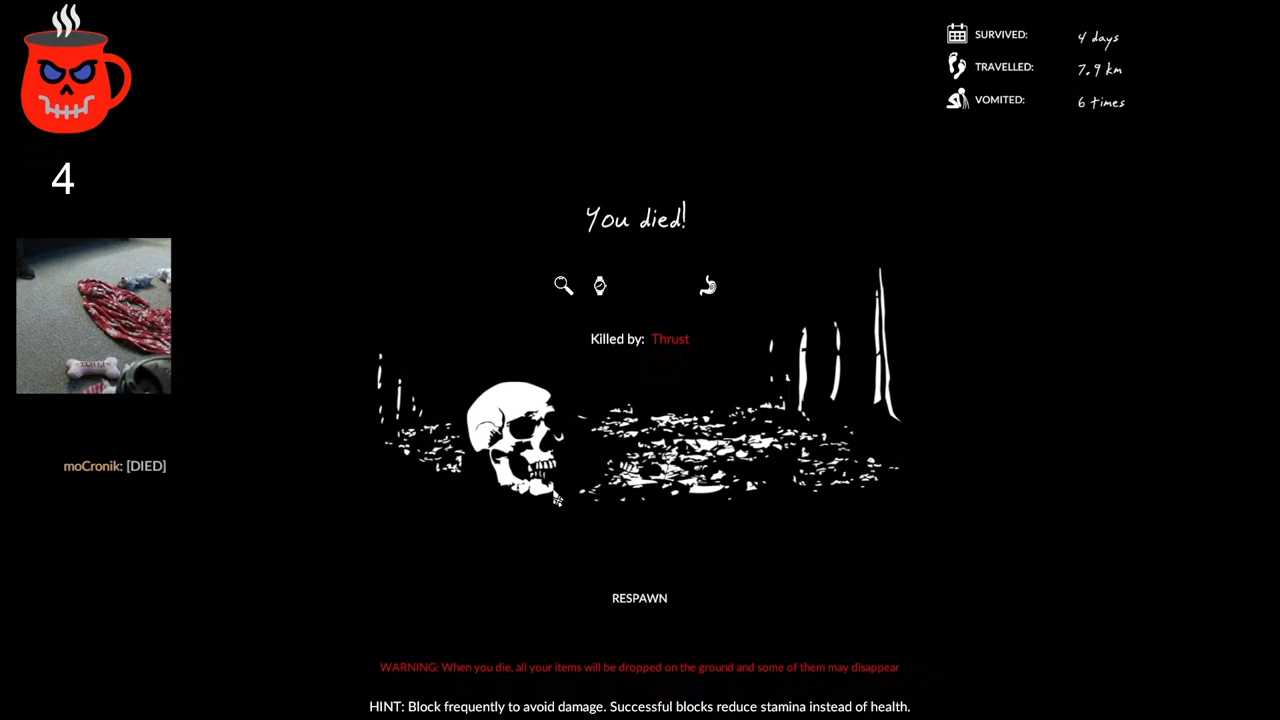 SURVIVED: 4 days
TRAVELLED: 7.9 km
VOMITED: 6 times
4
You died!
Killed by: Thrust
moCronik: [DIED]
RESPAWN
WARNING: When you die, all your items will be dropped on the ground and some of them may disappear
HINT: Block frequently to avoid damage. Successful blocks reduce stamina instead of health.